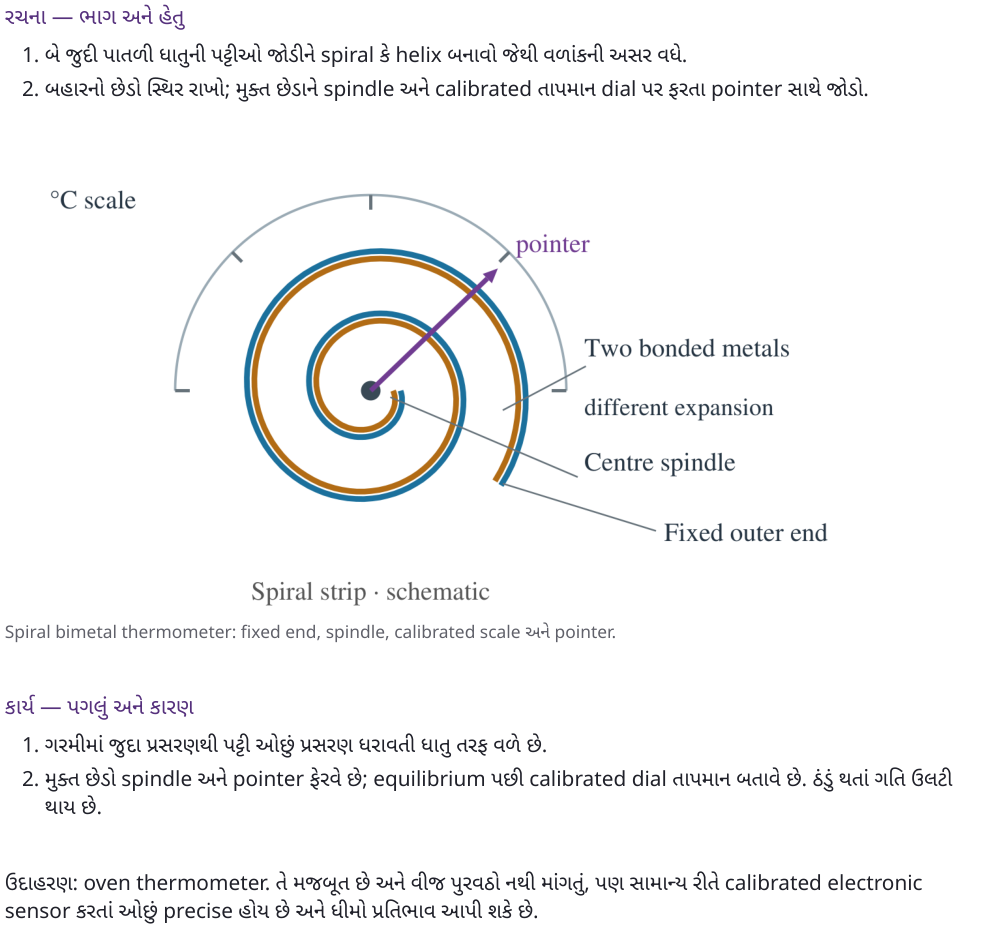 રચના — ભાગ અને હેતુ
1. બે જુદી પાતળી ધાતુની પટ્ટીઓ જોડીને spiral કે helix બનાવો જેથી વળાંકની અસર વધે.
2. બહારનો છેડો સ્થિર રાખો; મુક્ત છેડાને spindle અને calibrated તાપમાન dial પર ફરતા pointer સાથે જોડો.
°C scale
pointer
Two bonded metals
different expansion
Centre spindle
Fixed outer end
Spiral strip · schematic
Spiral bimetal thermometer: fixed end, spindle, calibrated scale અને pointer.
કાર્ય — પગલું અને કારણ
1. ગરમીમાં જુદા પ્રસરણથી પટ્ટી ઓછું પ્રસરણ ધરાવતી ધાતુ તરફ વળે છે.
2. મુક્ત છેડો spindle અને pointer ફેરવે છે; equilibrium પછી calibrated dial તાપમાન બતાવે છે. ઠંડું થતાં ગતિ ઉલટી
થાય છે.
ઉદાહરણ: oven thermometer. તે મજબૂત છે અને વીજ પુરવઠો નથી માંગતું, પણ સામાન્ય રીતે calibrated electronic
sensor કરતાં ઓછું precise હોય છે અને ધીમો પ્રતિભાવ આપી શકે છે.